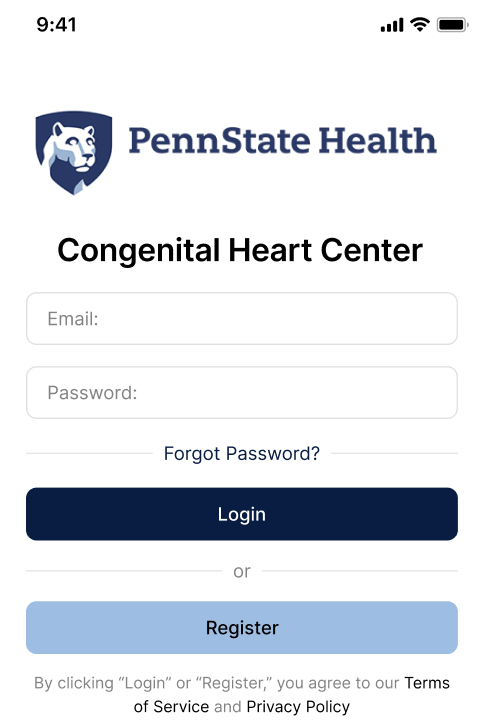 9:41
PennState Health
Congenital Heart Center
Email:
Password:
Forgot Password?
Login
or
Register
By clicking “Login” or “Register,” you agree to our Terms
of Service and Privacy Policy